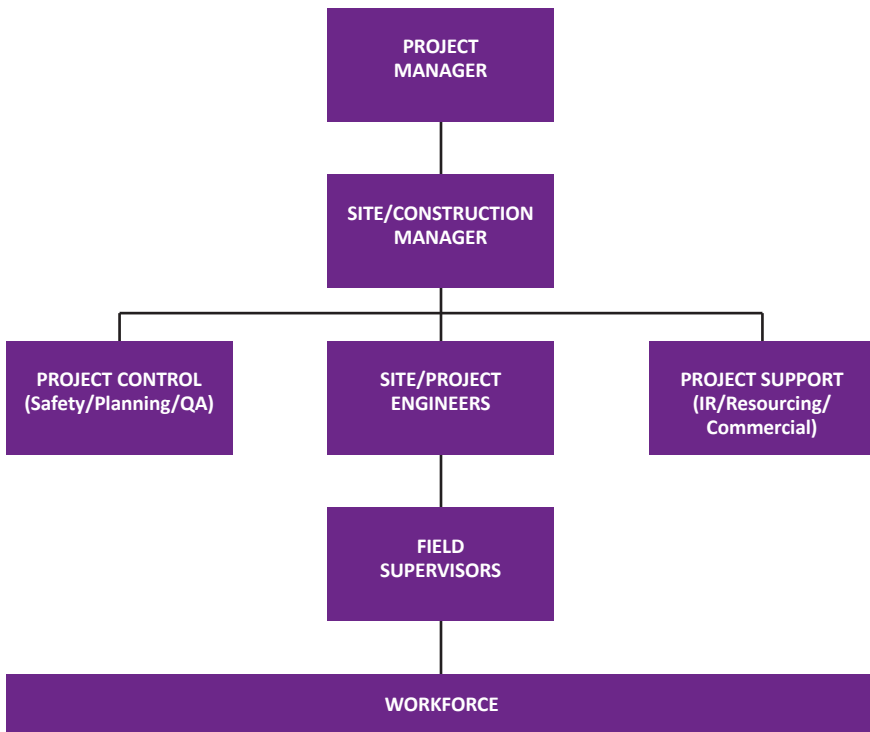 PROJECT
MANAGER
SITE/CONSTRUCTION
MANAGER
PROJECT CONTROL
(Safety/Planning/QA)
SITE/PROJECT
ENGINEERS
PROJECT SUPPORT
(IR/Resourcing/
Commercial)
FIELD
SUPERVISORS
WORKFORCE